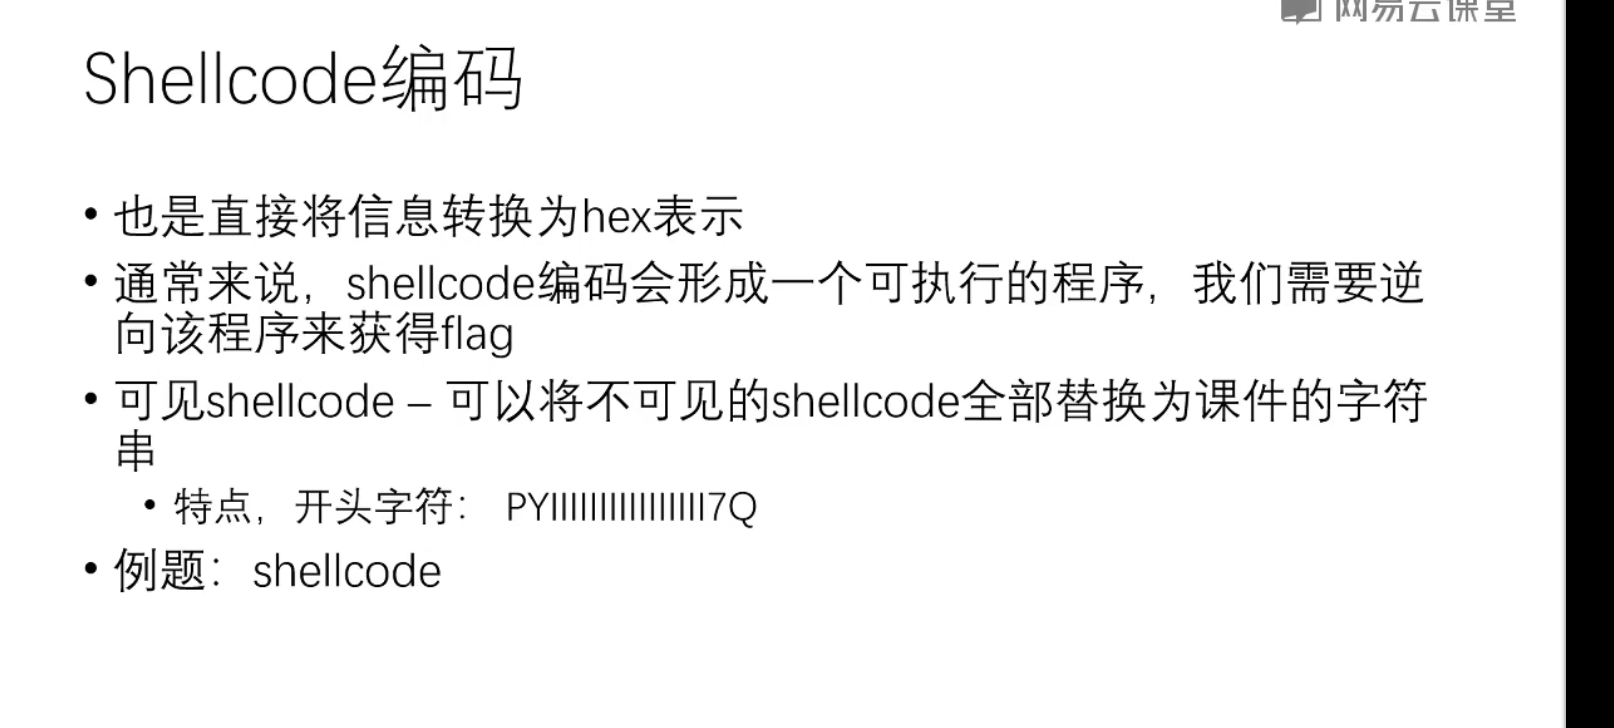 网易云课堂
Shellcode编码
• 也是直接将信息转换为hex表示
• 通常来说，shellcode编码会形成一个可执行的程序，我们需要逆
向该程序来获得flag
• 可见shellcode – 可以将不可见的shellcode全部替换为课件的字符
串
• 特点，开头字符： PYIIIIIIIIIIIIIIII7Q
• 例题：shellcode